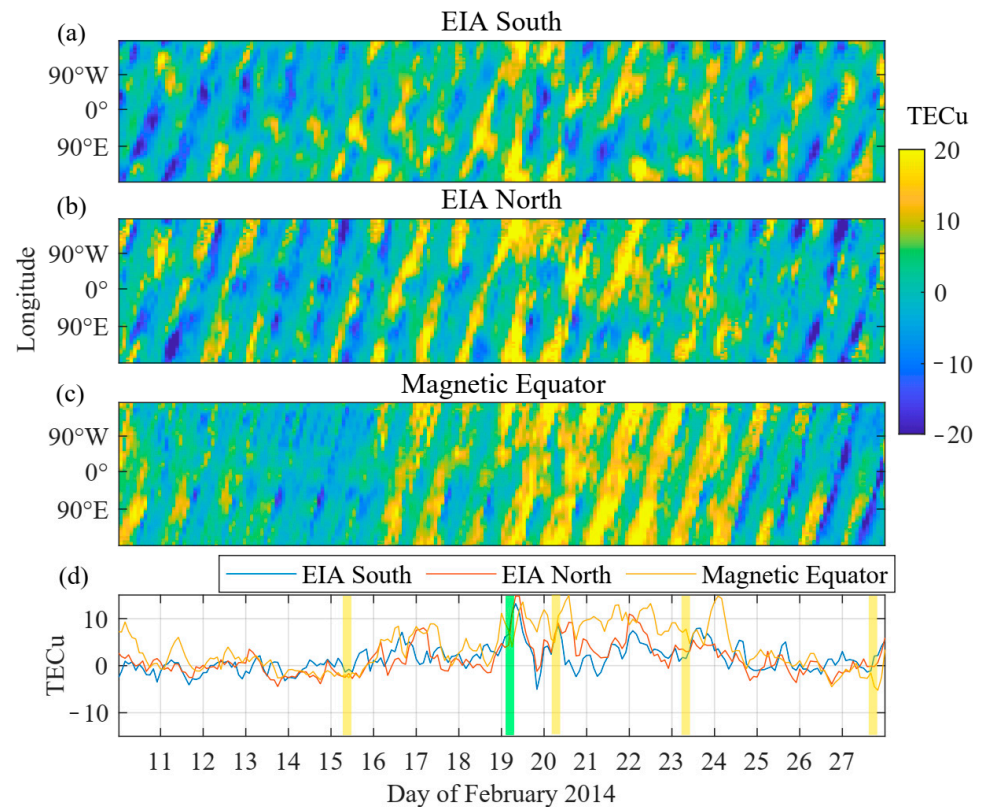 (a)
EIA South
90°W
0°
90°E
TECu
20
10
0
−10
−20
(b)
EIA North
90°W
0°
90°E
Longitude
(c)
Magnetic Equator
90°W
0°
90°E
(d)
EIA South EIA North Magnetic Equator
10
0
−10
TECu
11 12 13 14 15 16 17 18 19 20 21 22 23 24 25 26 27
Day of February 2014